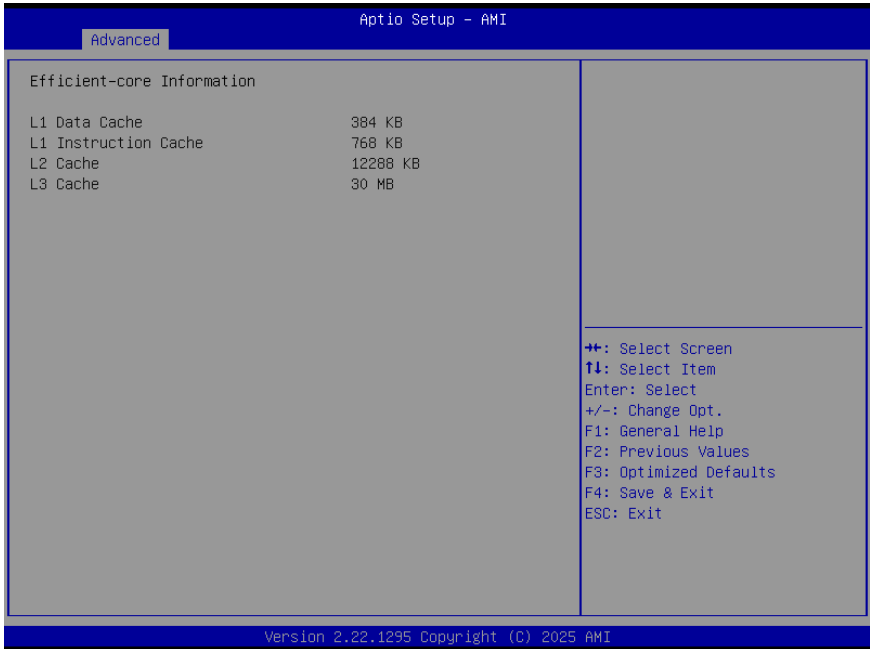 Aptio Setup – AMI
Advanced
Efficient-core Information
L1 Data Cache 384 KB
L1 Instruction Cache 768 KB
L2 Cache 12288 KB
L3 Cache 30 MB
→←: Select Screen
↑↓: Select Item
Enter: Select
+/-: Change Opt.
F1: General Help
F2: Previous Values
F3: Optimized Defaults
F4: Save & Exit
ESC: Exit
Version 2.22.1295 Copyright (C) 2025 AMI